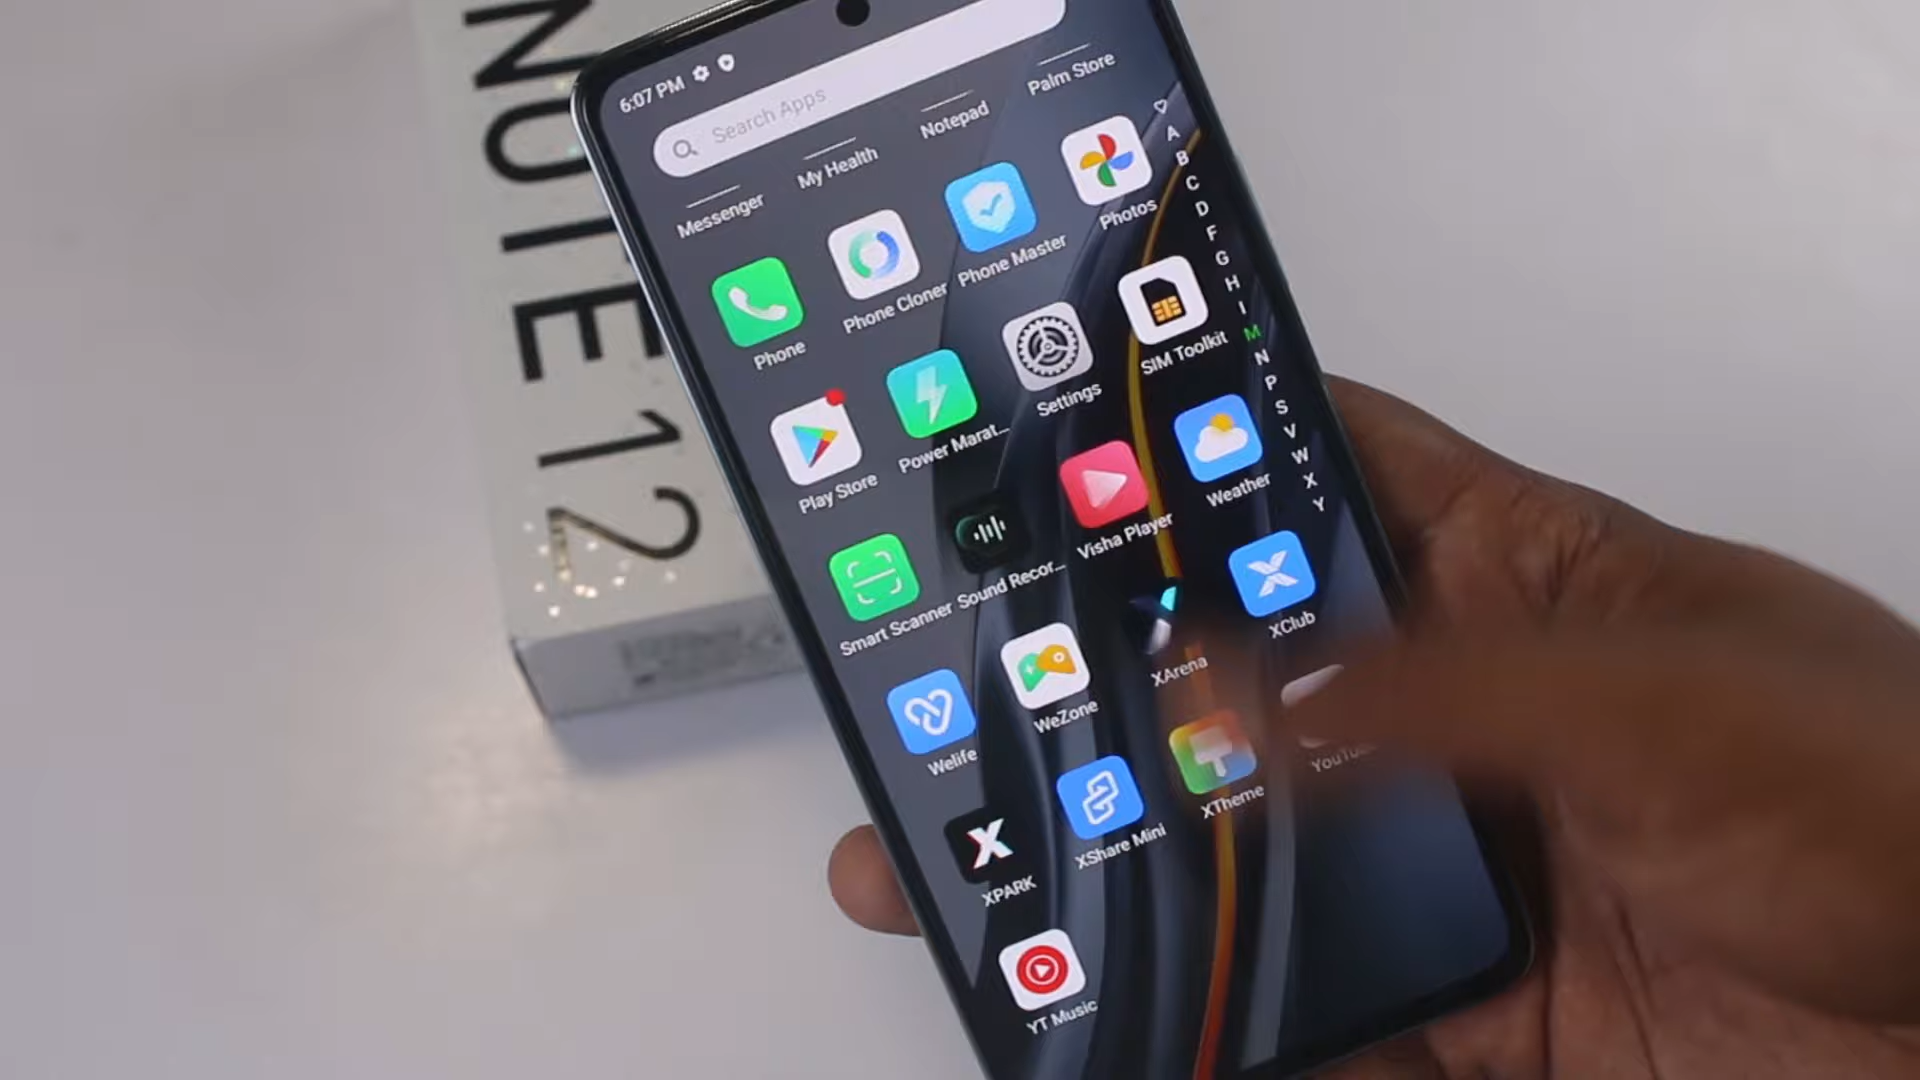 NOTE 12
6:07 PM
Search Apps
Messenger
My Health
Notepad
Palm Store
Phone
Phone Cloner
Phone Master
Photos
Play Store
Power Marat...
Settings
SIM Toolkit
Smart Scanner
Sound Recor...
Visha Player
Weather
Welife
WeZone
XArena
XClub
XPARK
XShare Mini
XTheme
YouTu
YT Music
A
B
C
D
F
G
H
I
M
N
P
S
V
W
X
Y